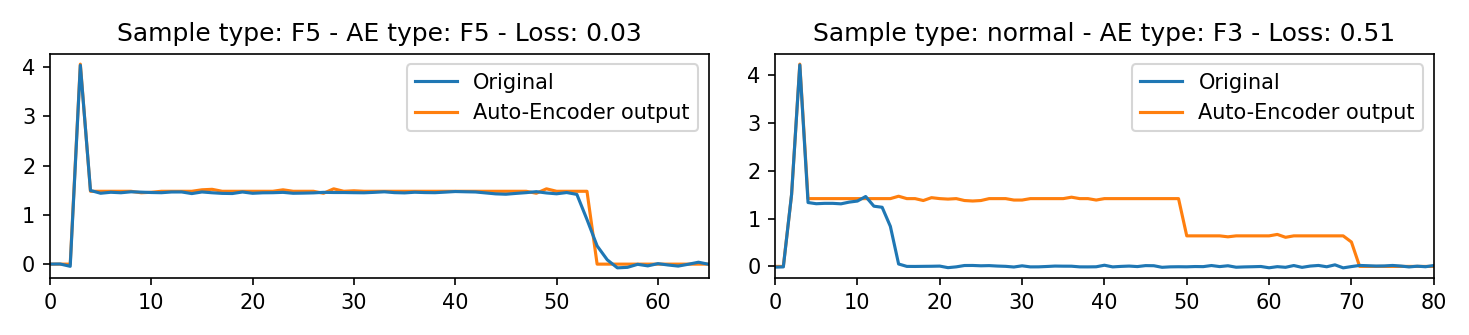 Sample type: F5 - AE type: F5 - Loss: 0.03
4
3
2
1
0
Original
Auto-Encoder output
0 10 20 30 40 50 60
Sample type: normal - AE type: F3 - Loss: 0.51
4
3
2
1
0
Original
Auto-Encoder output
0 10 20 30 40 50 60 70 80